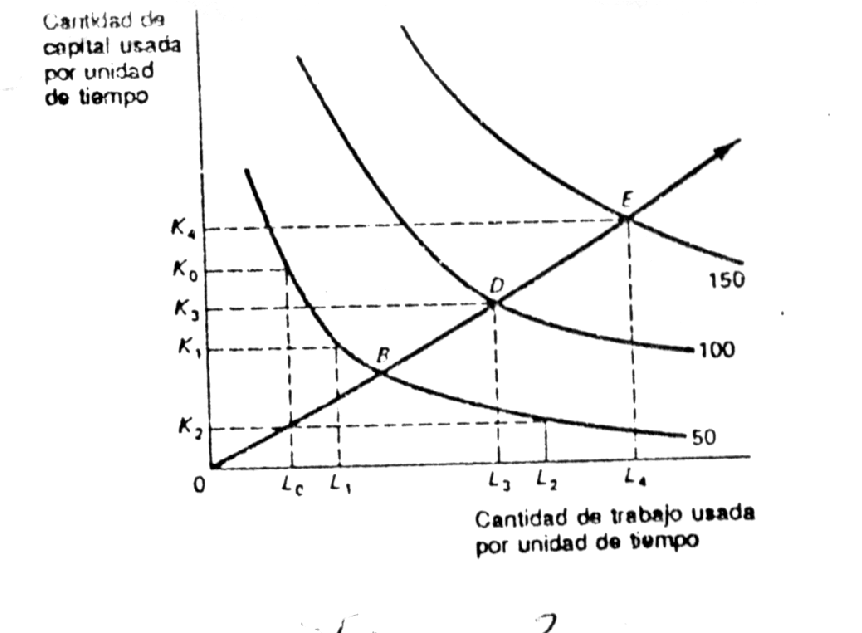 Cantidad de
capital usada
por unidad
de tiempo
E
K₄
150
K₀
D
K₃
K₁
100
B
K₂
50
0
L₀
L₁
L₃
L₂
L₄
Cantidad de trabajo usada
por unidad de tiempo
2